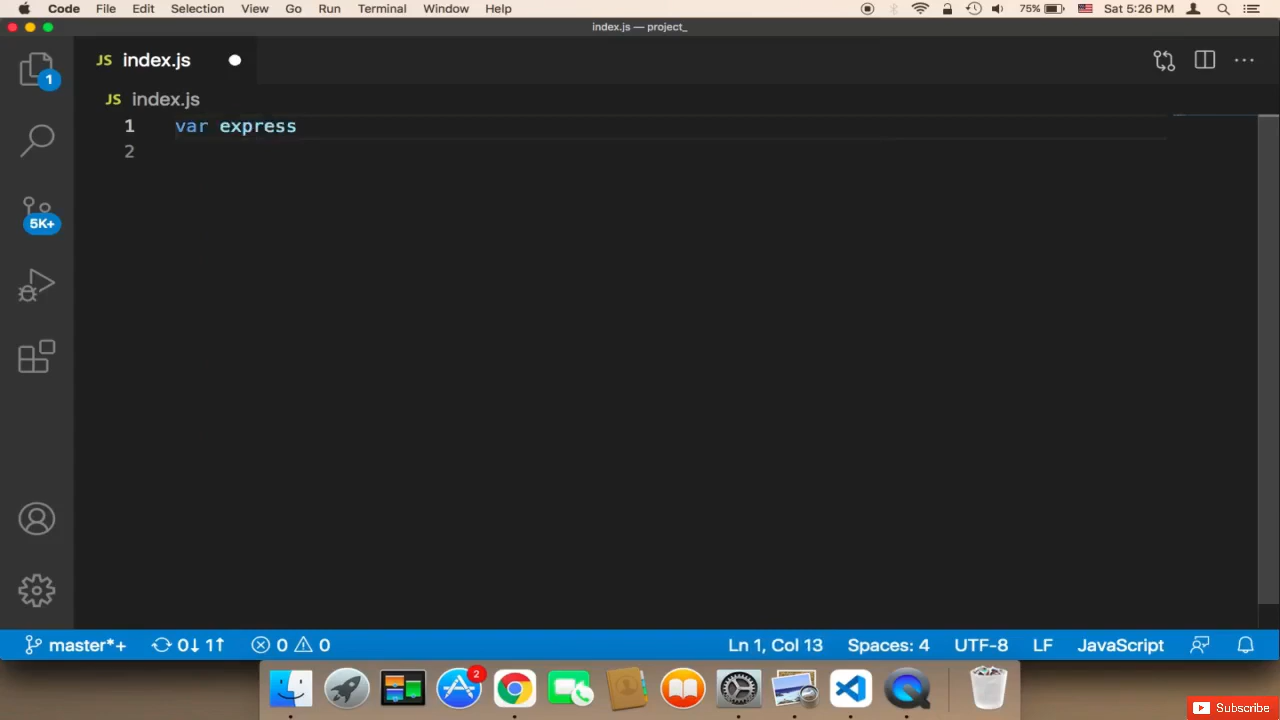 Code File Edit Selection View Go Run Terminal Window Help 75% Sat 5:26 PM
index.js — project_
JS index.js
1
JS index.js
1 var express
2
5K+
master*+ 0↓ 1↑ 0 0 Ln 1, Col 13 Spaces: 4 UTF-8 LF JavaScript
2
Subscribe